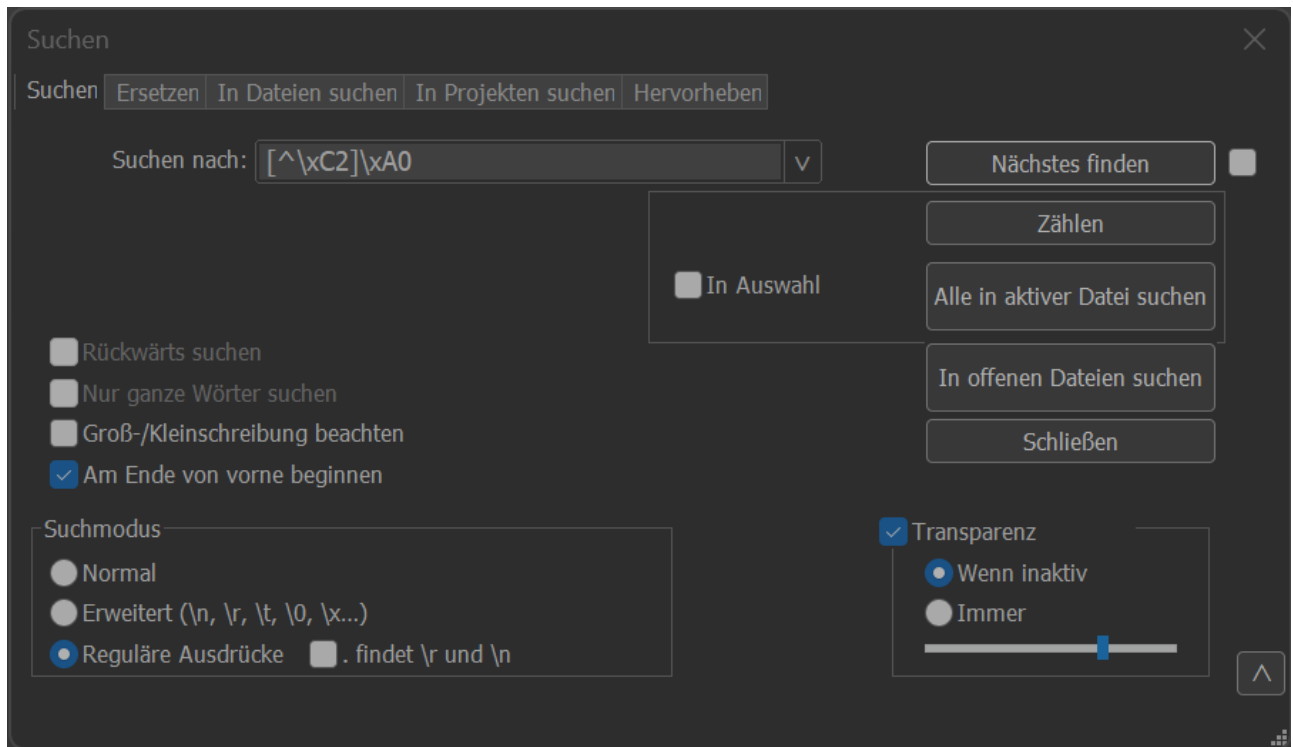 Suchen
Suchen Ersetzen In Dateien suchen In Projekten suchen Hervorheben
Suchen nach: [^\xC2]\xA0
Nächstes finden
Zählen
In Auswahl
Alle in aktiver Datei suchen
Rückwärts suchen
In offenen Dateien suchen
Nur ganze Wörter suchen
Groß-/Kleinschreibung beachten
Schließen
Am Ende von vorne beginnen
Suchmodus
Transparenz
Normal
Wenn inaktiv
Erweitert (\n, \r, \t, \0, \x...)
Immer
Reguläre Ausdrücke . findet \r und \n